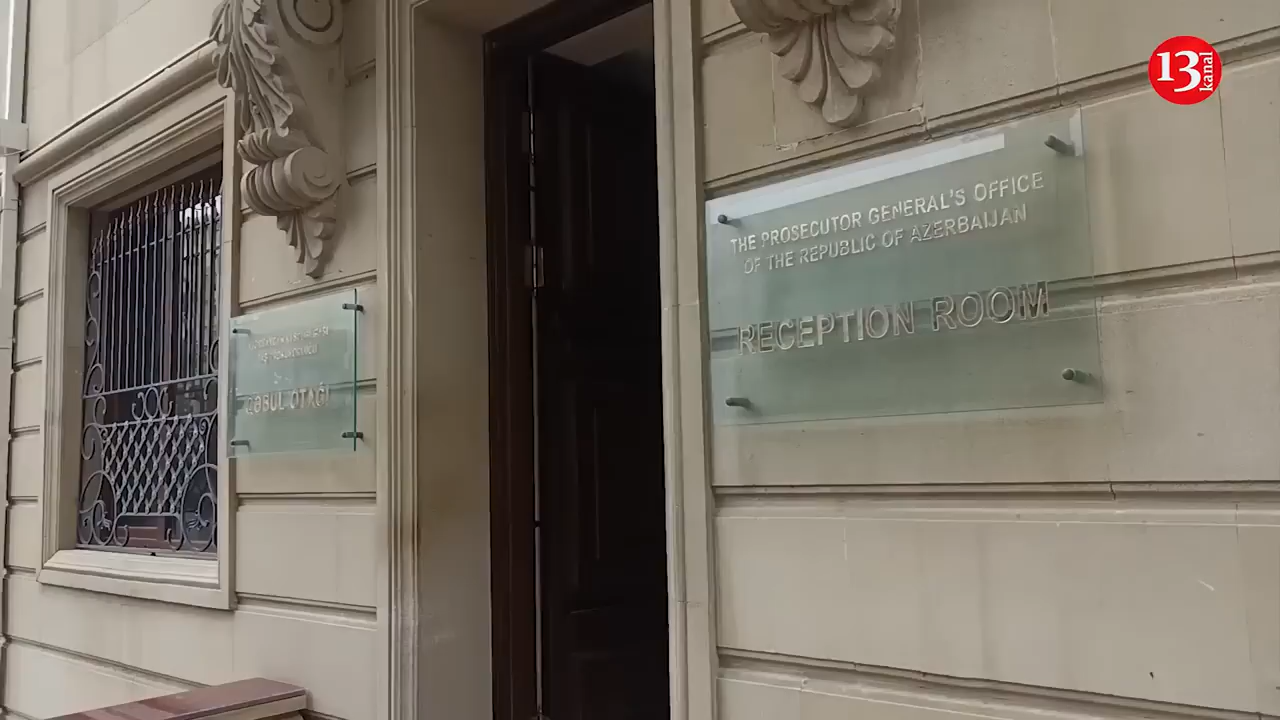 13
kanal
THE PROSECUTOR GENERAL'S OFFICE
OF THE REPUBLIC OF AZERBAIJAN
RECEPTION ROOM
QƏBUL OTAĞI